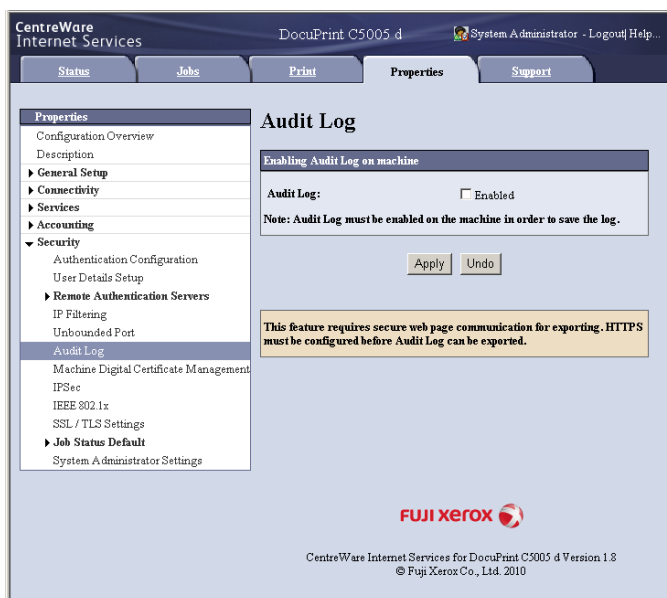 CentreWare
Internet Services
DocuPrint C5005 d
System Administrator - Logout| Help...
Status
Jobs
Print
Properties
Support
Properties
Configuration Overview
Description
General Setup
Connectivity
Services
Accounting
Security
Authentication Configuration
User Details Setup
Remote Authentication Servers
IP Filtering
Unbounded Port
Audit Log
Machine Digital Certificate Management
IPSec
IEEE 802.1x
SSL / TLS Settings
Job Status Default
System Administrator Settings
Audit Log
Enabling Audit Log on machine
Audit Log:
Enabled
Note: Audit Log must be enabled on the machine in order to save the log.
Apply
Undo
This feature requires secure web page communication for exporting. HTTPS
must be configured before Audit Log can be exported.
FUJI xerox
CentreWare Internet Services for DocuPrint C5005 d Version 1.8
© Fuji Xerox Co., Ltd. 2010